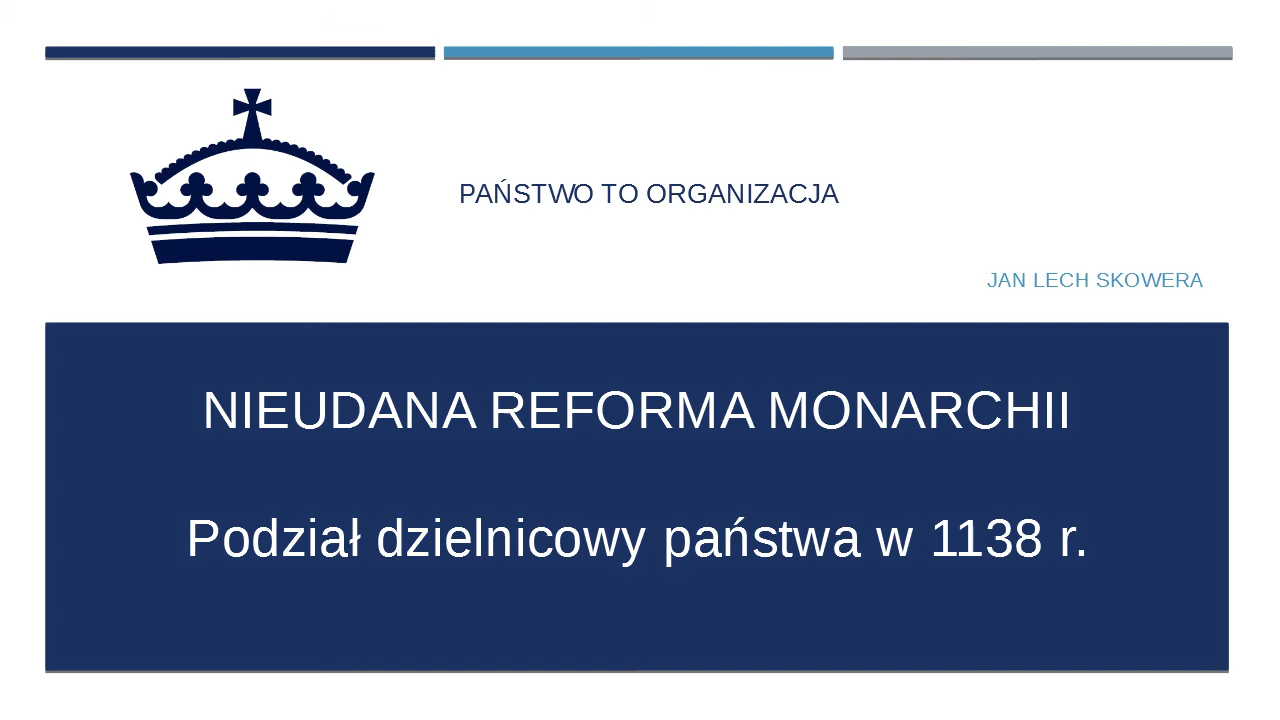 PAŃSTWO TO ORGANIZACJA
JAN LECH SKOWERA
NIEUDANA REFORMA MONARCHII
Podział dzielnicowy państwa w 1138 r.